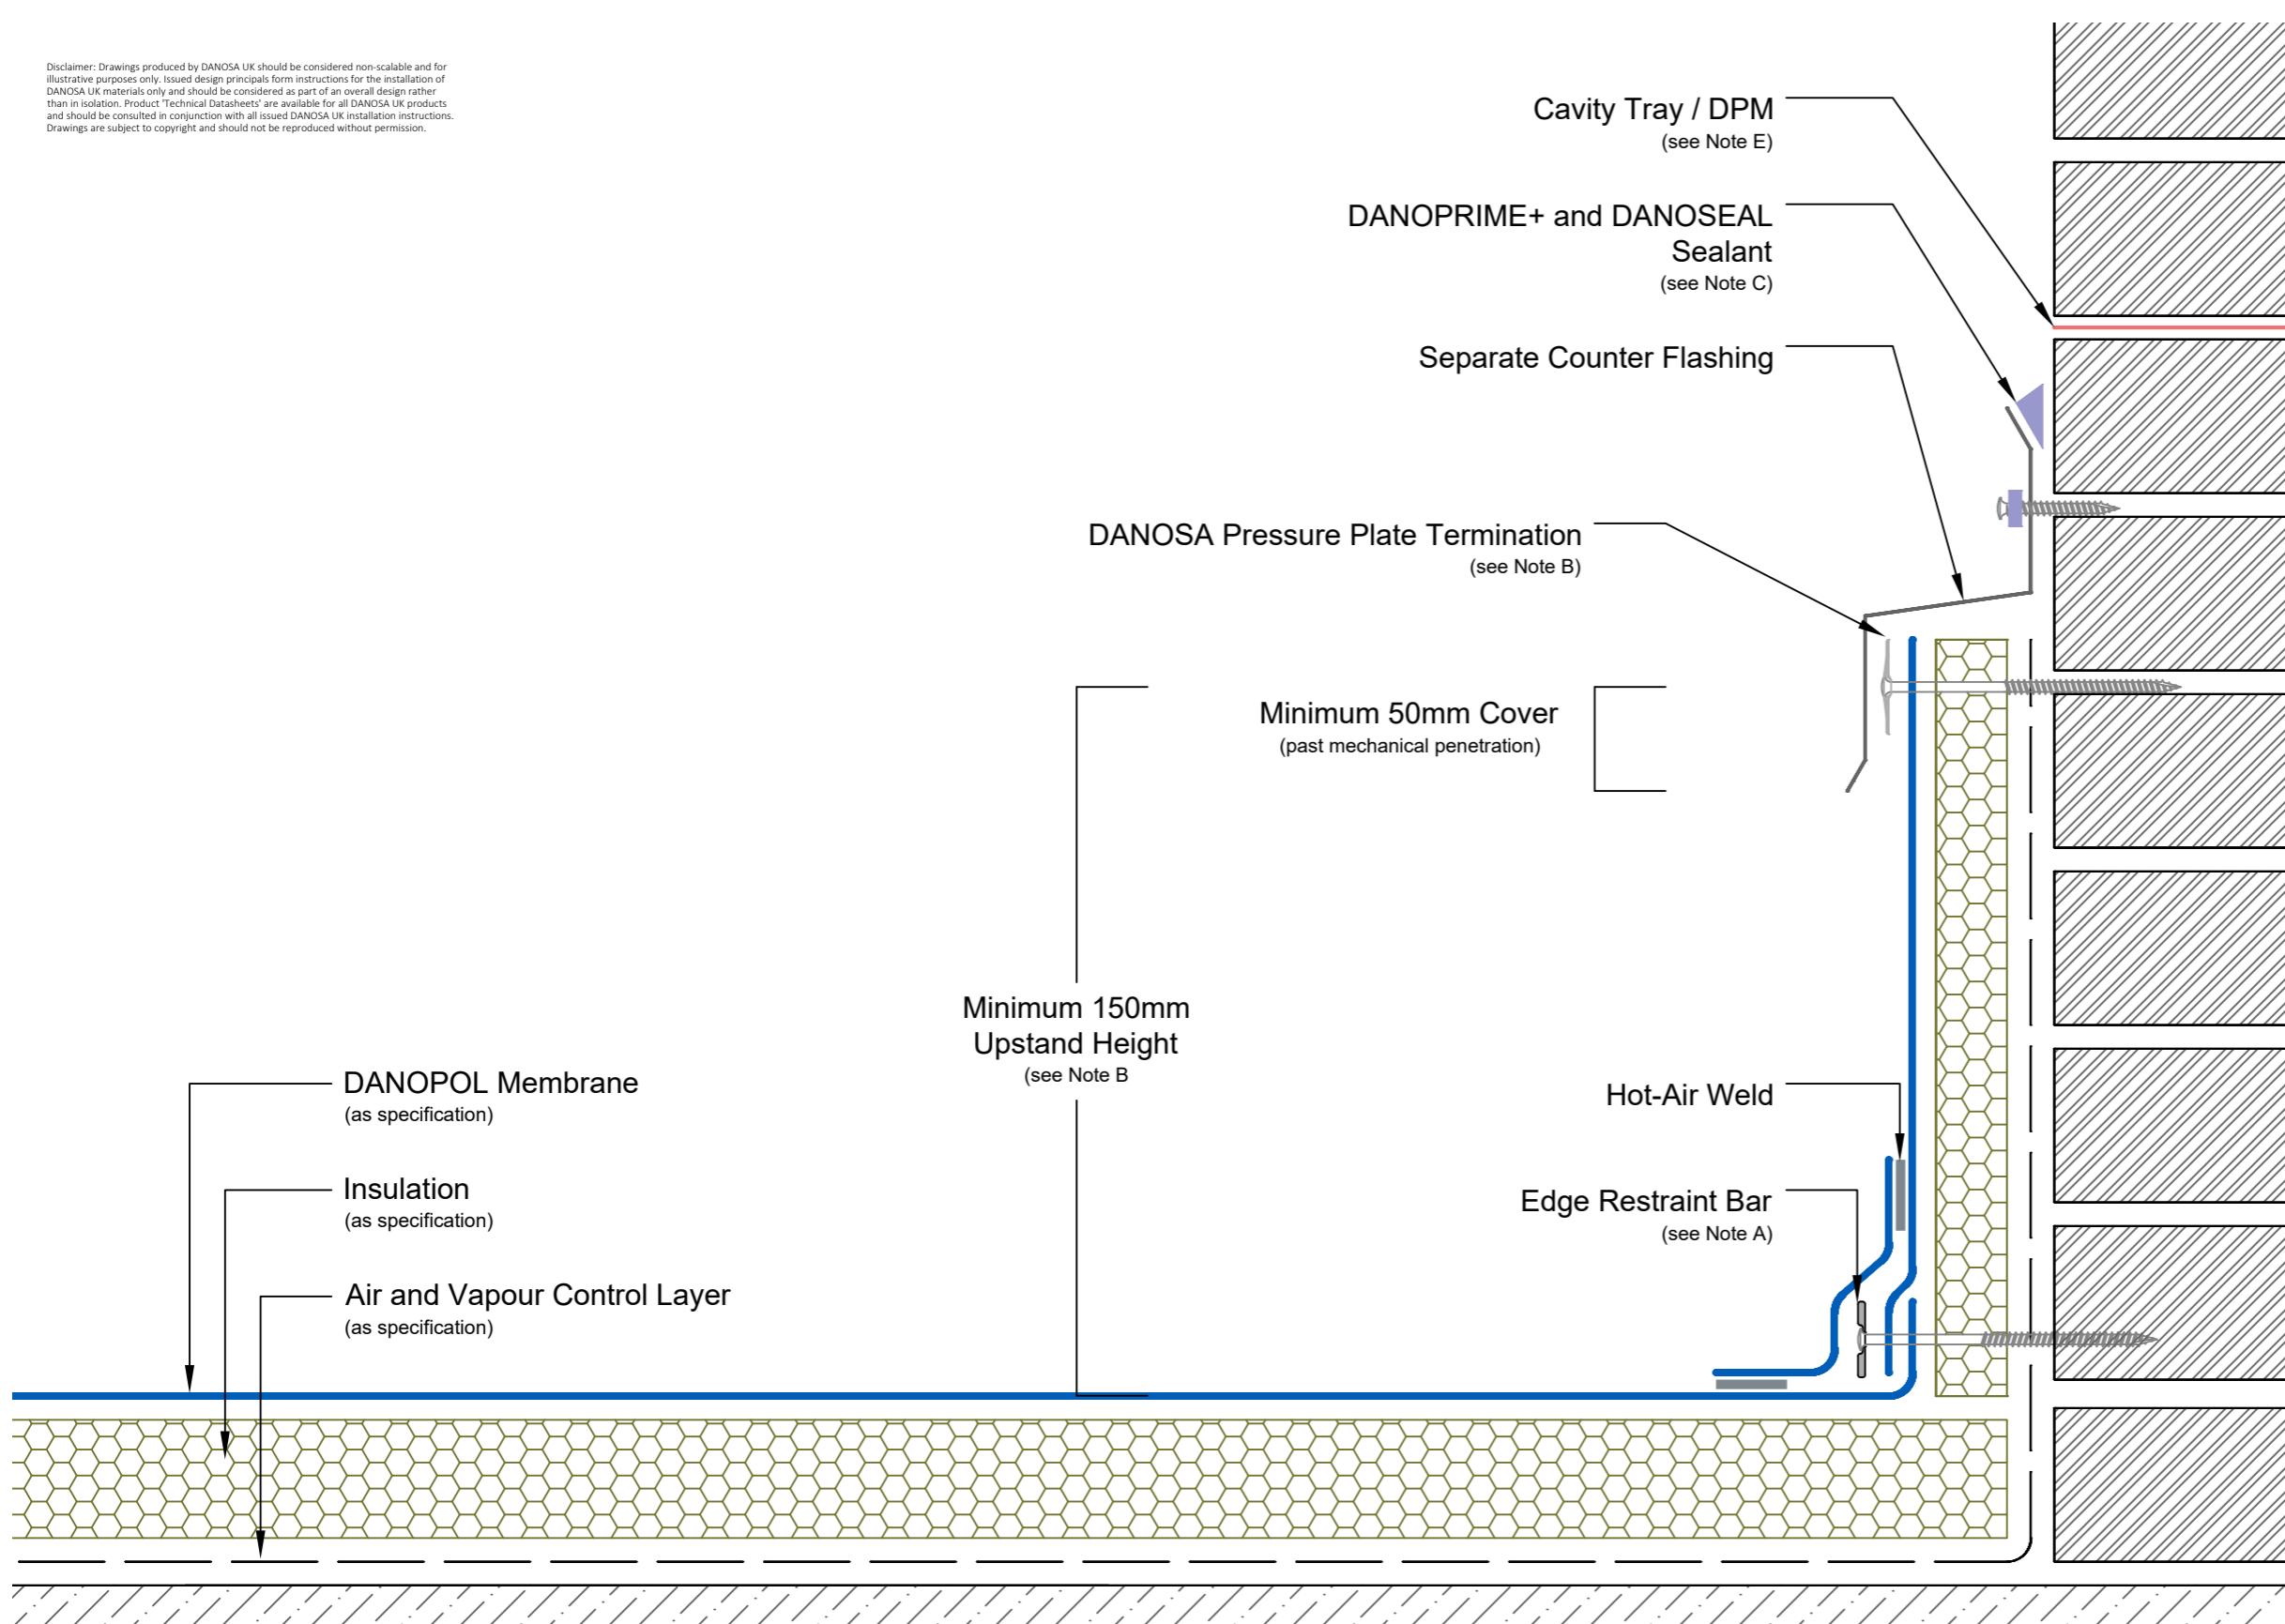 Disclaimer: Drawings produced by DANOSA UK should be considered non-scalable and for
illustrative purposes only. Issued design principals form instructions for the installation of
DANOSA UK materials only and should be considered as part of an overall design rather
than in isolation. Product 'Technical Datasheets' are available for all DANOSA UK products
and should be consulted in conjunction with all issued DANOSA UK installation instructions.
Drawings are subject to copyright and should not be reproduced without permission.
Cavity Tray / DPM
(see Note E)
DANOPRIME+ and DANOSEAL
Sealant
(see Note C)
Separate Counter Flashing
DANOSA Pressure Plate Termination
(see Note B)
Minimum 50mm Cover
(past mechanical penetration)
Minimum 150mm
Upstand Height
(see Note B
DANOPOL Membrane
(as specification)
Insulation
(as specification)
Air and Vapour Control Layer
(as specification)
Hot-Air Weld
Edge Restraint Bar
(see Note A)